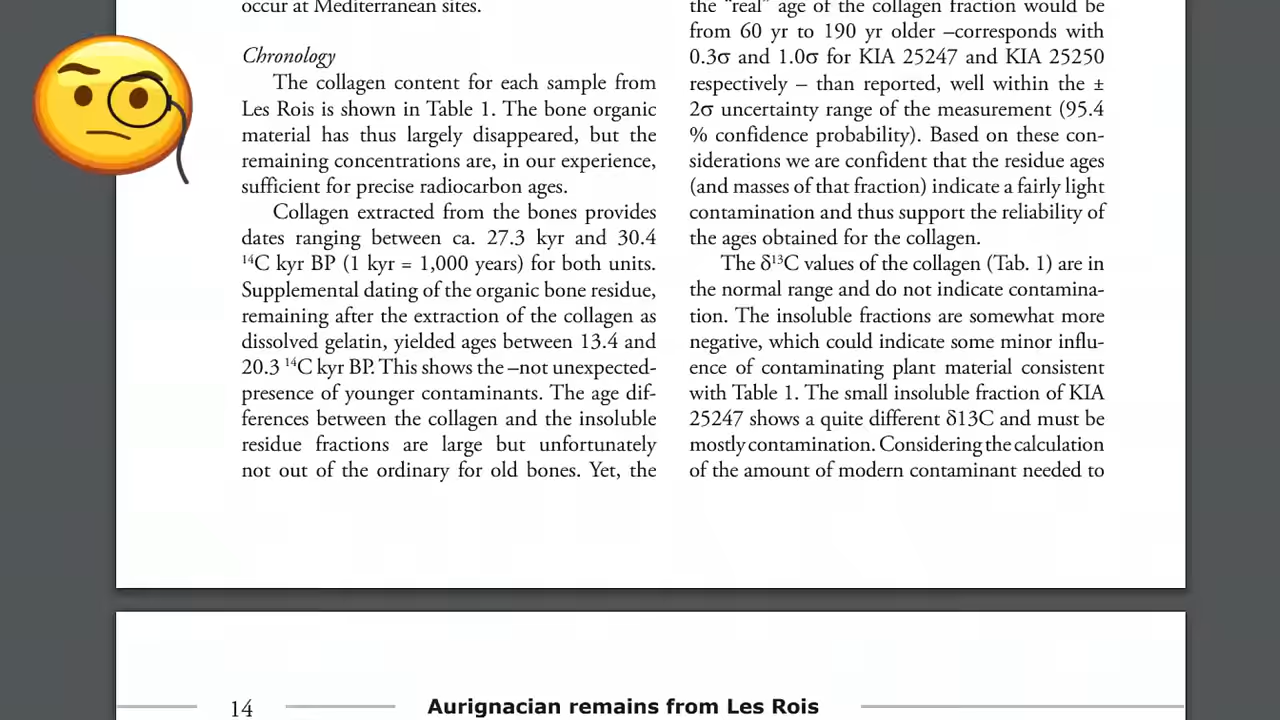 occur at Mediterranean sites.
Chronology
The collagen content for each sample from
Les Rois is shown in Table 1. The bone organic
material has thus largely disappeared, but the
remaining concentrations are, in our experience,
sufficient for precise radiocarbon ages.
Collagen extracted from the bones provides
dates ranging between ca. 27.3 kyr and 30.4
¹⁴C kyr BP (1 kyr = 1,000 years) for both units.
Supplemental dating of the organic bone residue,
remaining after the extraction of the collagen as
dissolved gelatin, yielded ages between 13.4 and
20.3 ¹⁴C kyr BP. This shows the –not unexpected-
presence of younger contaminants. The age dif-
ferences between the collagen and the insoluble
residue fractions are large but unfortunately
not out of the ordinary for old bones. Yet, the
the “real” age of the collagen fraction would be
from 60 yr to 190 yr older –corresponds with
0.3σ and 1.0σ for KIA 25247 and KIA 25250
respectively – than reported, well within the ±
2σ uncertainty range of the measurement (95.4
% confidence probability). Based on these con-
siderations we are confident that the residue ages
(and masses of that fraction) indicate a fairly light
contamination and thus support the reliability of
the ages obtained for the collagen.
The δ¹³C values of the collagen (Tab. 1) are in
the normal range and do not indicate contamina-
tion. The insoluble fractions are somewhat more
negative, which could indicate some minor influ-
ence of contaminating plant material consistent
with Table 1. The small insoluble fraction of KIA
25247 shows a quite different δ13C and must be
mostly contamination. Considering the calculation
of the amount of modern contaminant needed to
14 Aurignacian remains from Les Rois